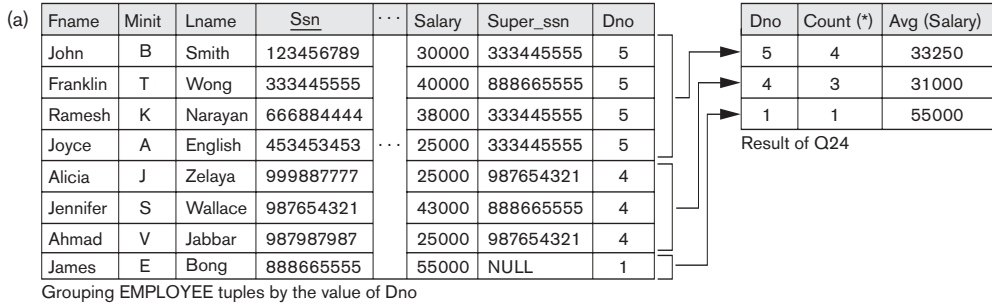 (a)
Fname Minit Lname Ssn · · · Salary Super_ssn Dno
John B Smith 123456789 30000 333445555 5
Franklin T Wong 333445555 40000 888665555 5
Ramesh K Narayan 666884444 38000 333445555 5
Joyce A English 453453453 · · · 25000 333445555 5
Alicia J Zelaya 999887777 25000 987654321 4
Jennifer S Wallace 987654321 43000 888665555 4
Ahmad V Jabbar 987987987 25000 987654321 4
James E Bong 888665555 55000 NULL 1
Grouping EMPLOYEE tuples by the value of Dno
Dno Count (*) Avg (Salary)
5 4 33250
4 3 31000
1 1 55000
Result of Q24